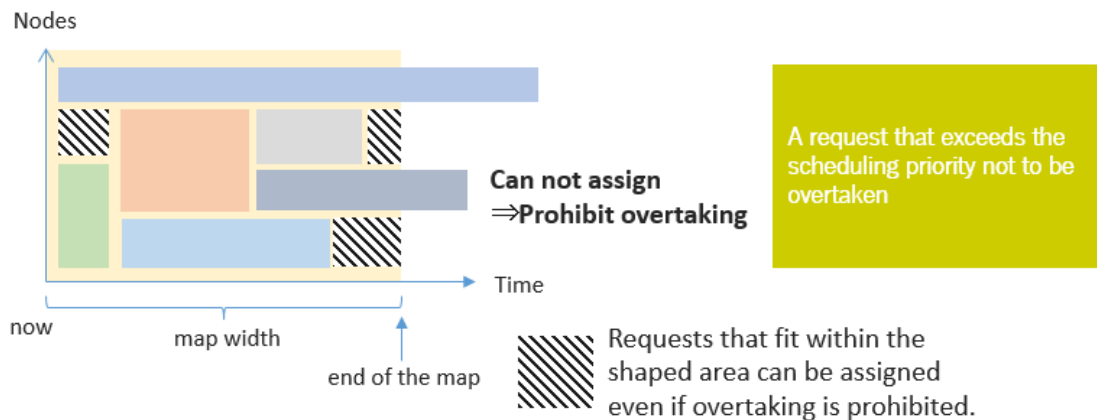 Nodes
A request that exceeds the
scheduling priority not to be
overtaken
Can not assign
⇒Prohibit overtaking
Time
now
map width
end of the map
Requests that fit within the
shaped area can be assigned
even if overtaking is prohibited.